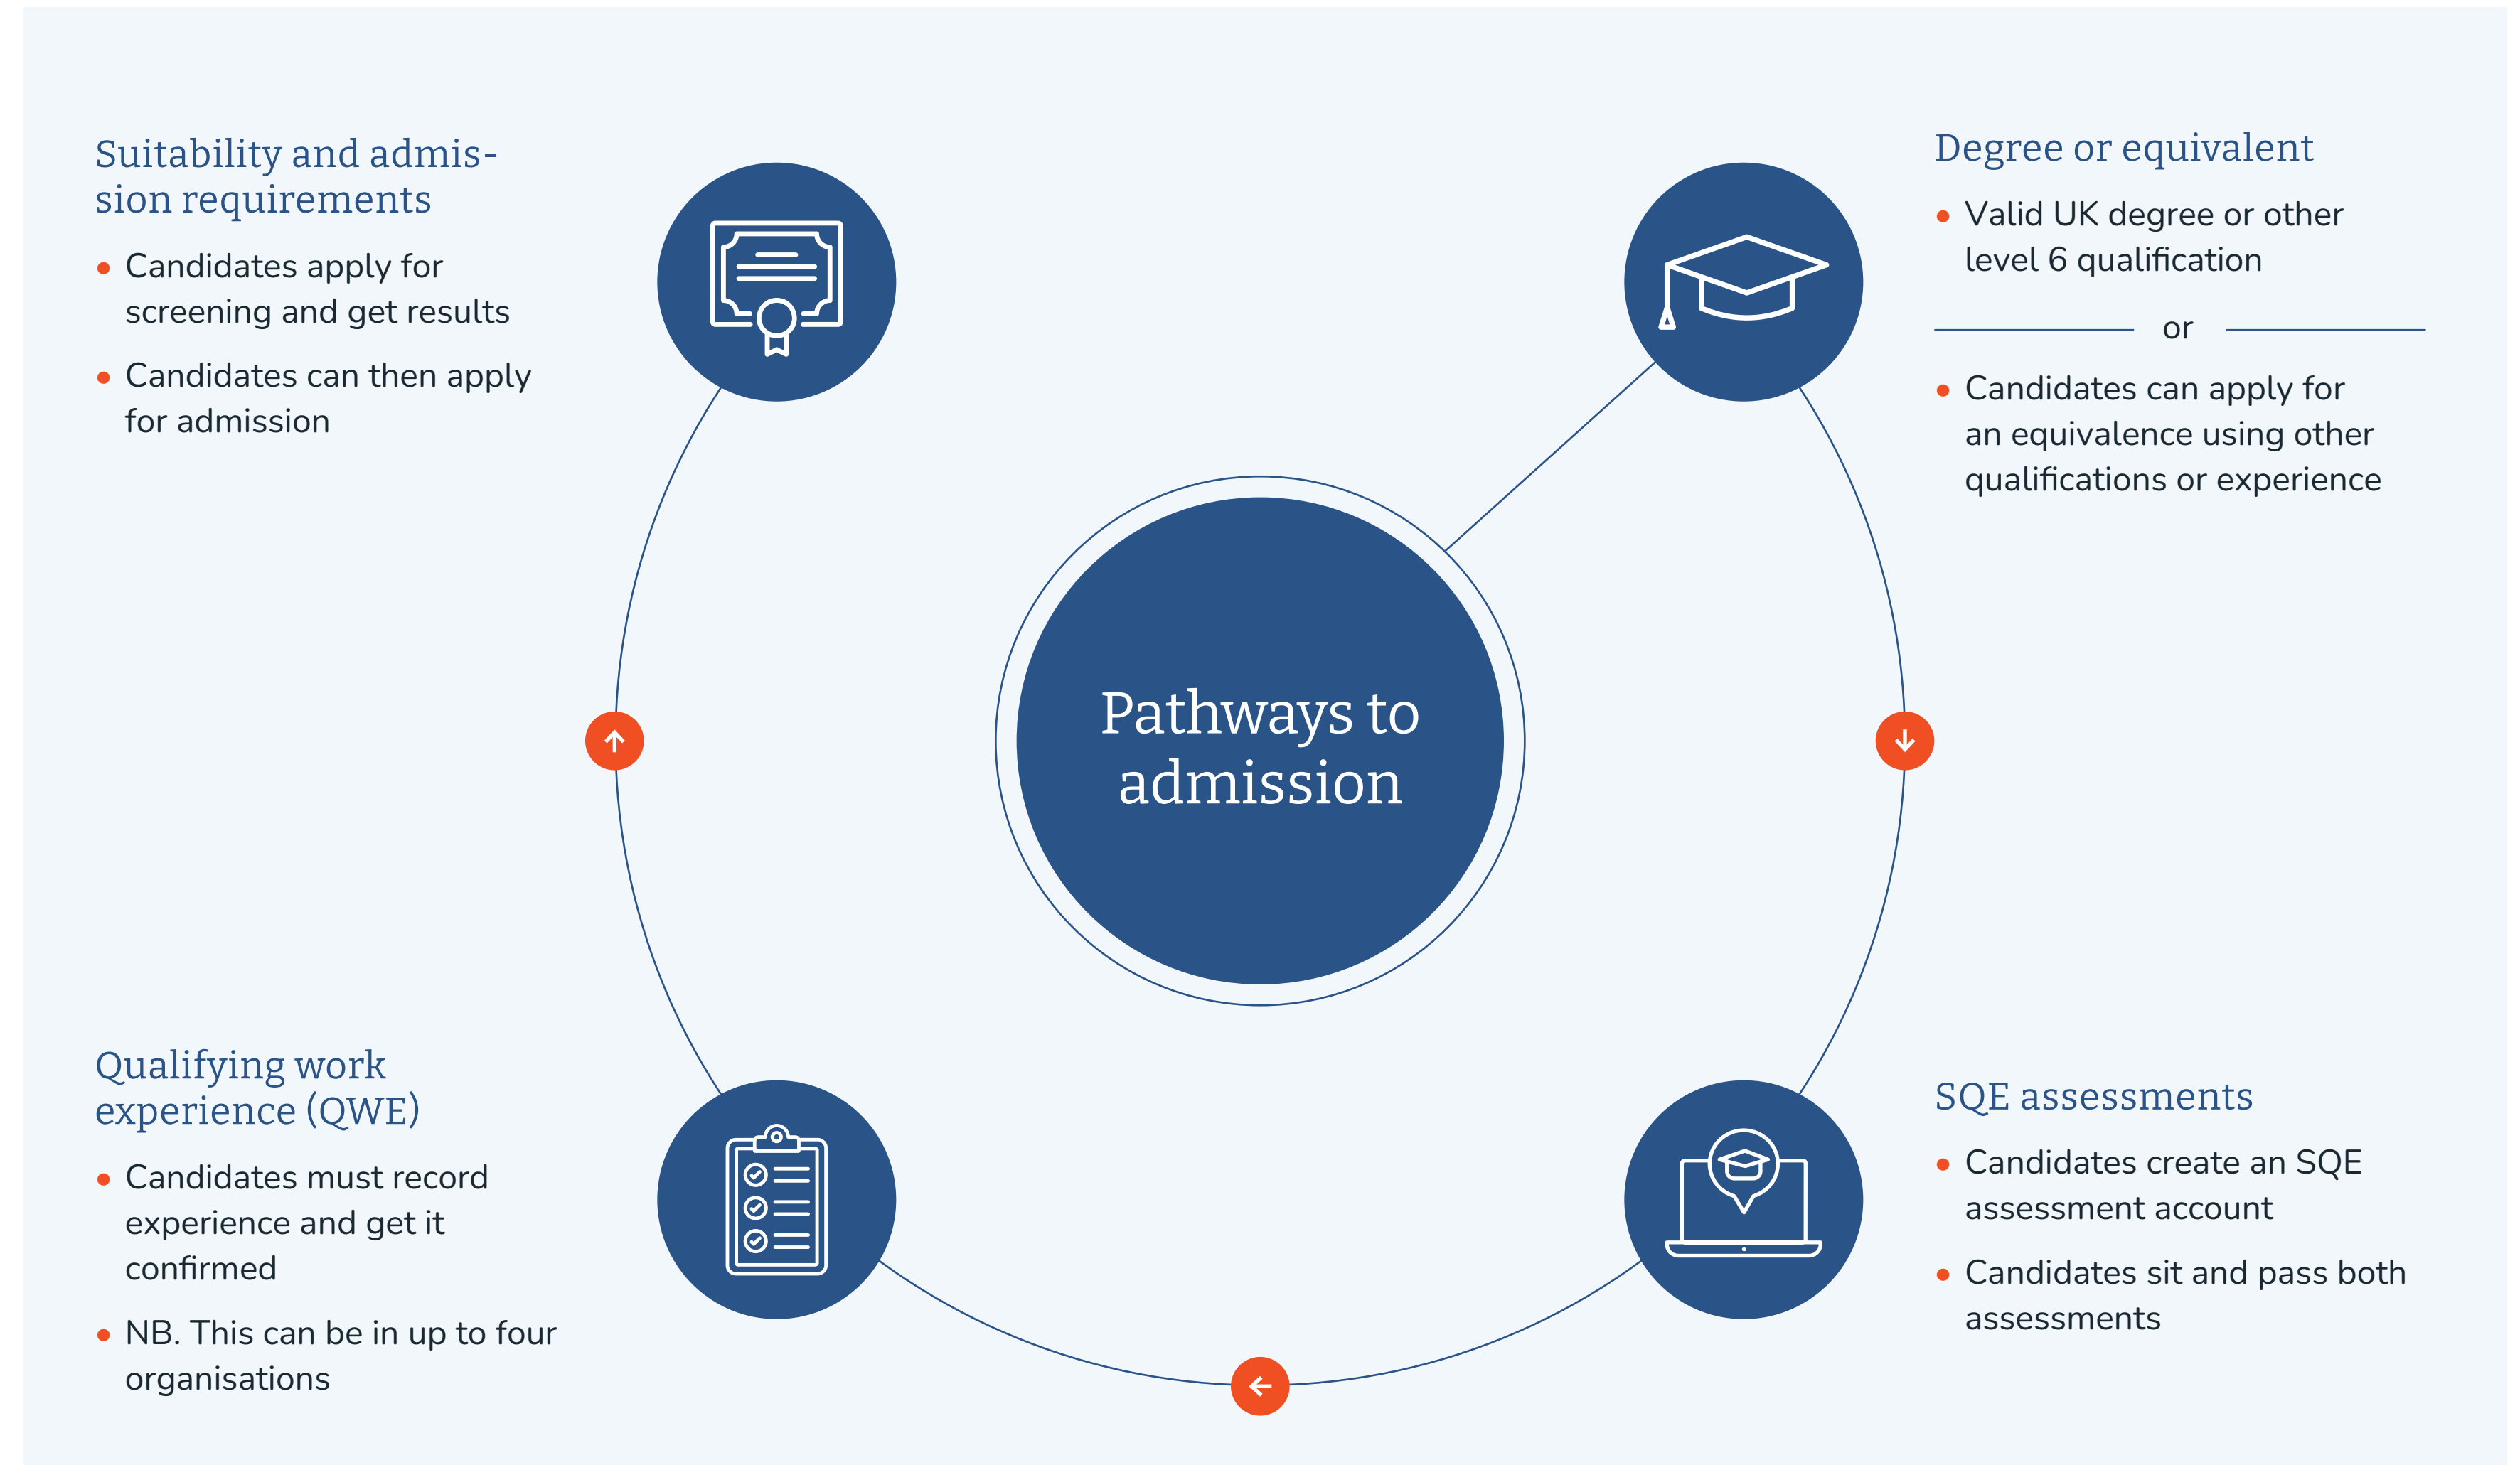 Suitability and admis-
sion requirements
• Candidates apply for
screening and get results
• Candidates can then apply
for admission
Degree or equivalent
• Valid UK degree or other
level 6 qualification
or
• Candidates can apply for
an equivalence using other
qualifications or experience
Pathways to
admission
Qualifying work
experience (QWE)
• Candidates must record
experience and get it
confirmed
• NB. This can be in up to four
organisations
SQE assessments
• Candidates create an SQE
assessment account
• Candidates sit and pass both
assessments